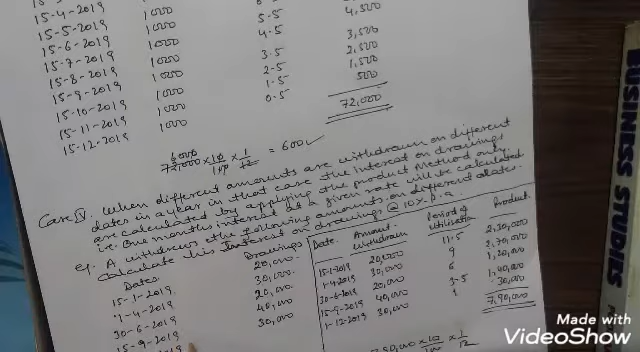 15-4-2019 1000
15-5-2019 1000 5.5 4,500
15-6-2019 1000 4.5 3,500
15-7-2019 1000 3.5 2,500
15-8-2019 1000 2.5 1,500
15-9-2019 1000 1.5 500
15-10-2019 1000 0.5
15-11-2019 1000 72,000
15-12-2019 1000
72,000 × 10/100 × 1/12 = 600 ✓
Case IV. When different amounts are withdrawn on different
dates in a year in that case the interest on drawings
are calculated by applying the product Method only
i.e. One months interest at a given rate will be calculated
eg. A withdrews the following amounts on different dates.
Calculate his Interest on drawings @ 10% p.a.
Dates Drawings
15-1-2019 20,000
1-4-2019 30,000
30-6-2019 20,000
15-9-2019 40,000
30,000
Date. Amount withdrawn Period of utilisation Product
15-1-2019 20,000 11.5 2,30,000
1-4-2019 30,000 9 2,70,000
30-6-2019 20,000 6 1,20,000
15-9-2019 40,000 3.5 1,40,000
1-12-2019 30,000 1 30,000
7,90,000
× 10/100 × 1/12
BUSINESS STUDIES
Made with
VideoShow